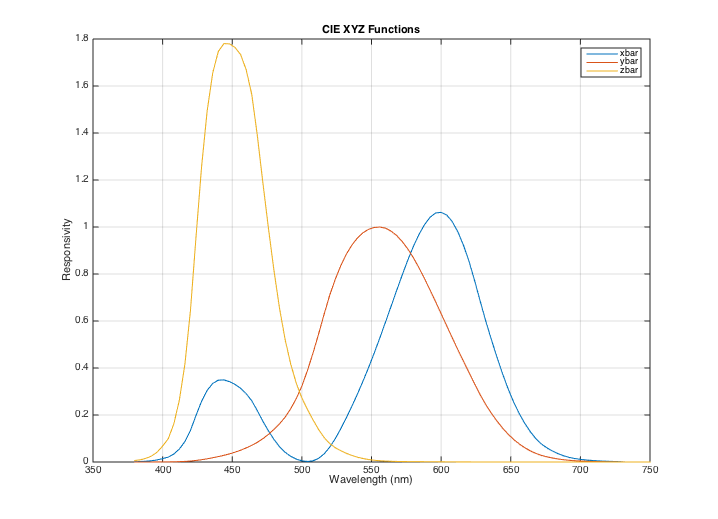 CIE XYZ Functions
xbar
ybar
zbar
1.8
1.6
1.4
1.2
1
0.8
0.6
0.4
0.2
0
Responsivity
350 400 450 500 550 600 650 700 750
Wavelength (nm)